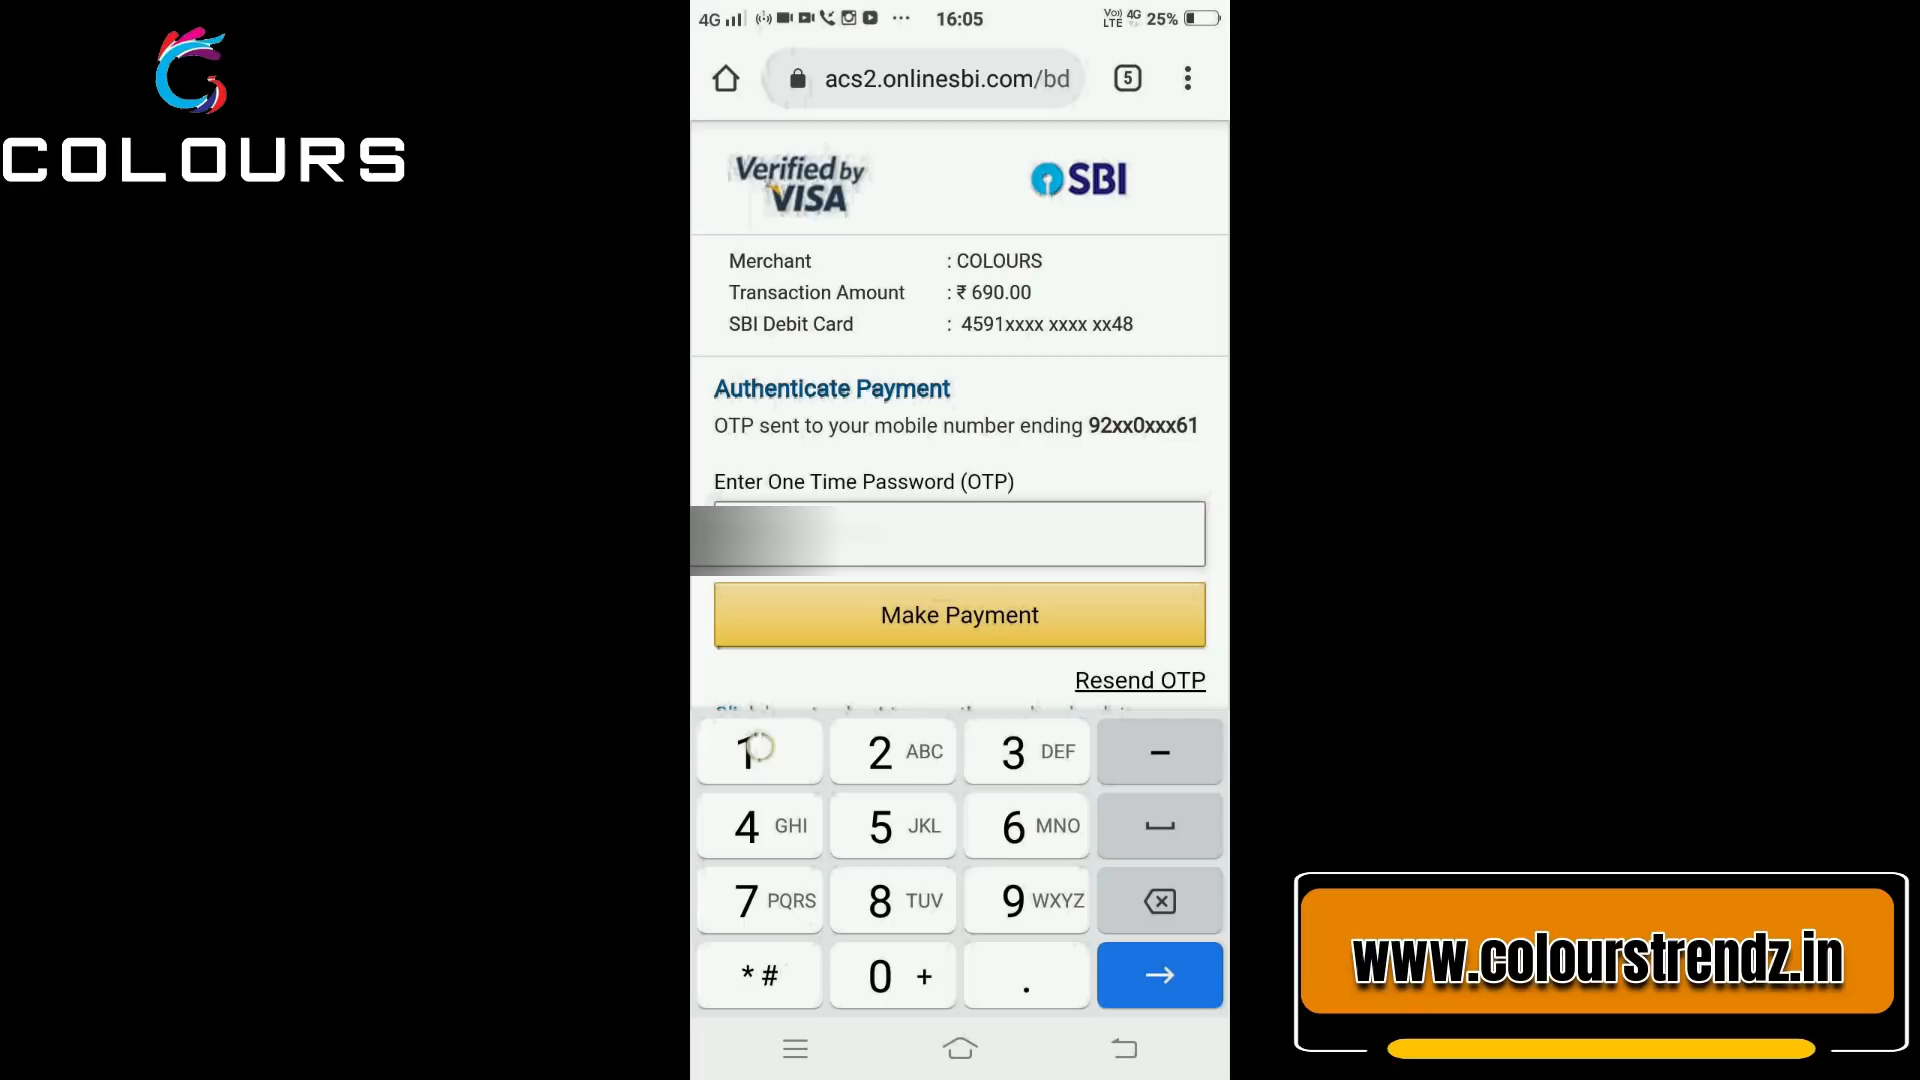 COLOURS
4G 16:05 Vo) LTE 4G 25%
acs2.onlinesbi.com/bd 5
Verified by
VISA
SBI
Merchant : COLOURS
Transaction Amount : ₹ 690.00
SBI Debit Card : 4591xxxx xxxx xx48
Authenticate Payment
OTP sent to your mobile number ending 92xx0xxx61
Enter One Time Password (OTP)
Make Payment
Resend OTP
1 2 ABC 3 DEF -
4 GHI 5 JKL 6 MNO
7 PQRS 8 TUV 9 WXYZ
* # 0 + .
www.colourstrendz.in